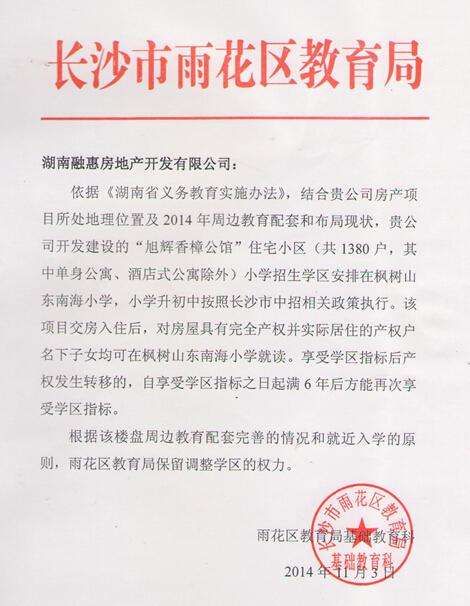 长沙市雨花区教育局
湖南融惠房地产开发有限公司：
依据《湖南省义务教育实施办法》，结合贵公司房产项
目所处地理位置及 2014 年周边教育配套和布局现状，贵公
司开发建设的“旭辉香樟公馆”住宅小区（共 1380 户，其
中单身公寓、酒店式公寓除外）小学招生学区安排在枫树山
东南海小学，小学升初中按照长沙市中招相关政策执行。该
项目交房入住后，对房屋具有完全产权并实际居住的产权户
名下子女均可在枫树山东南海小学就读。享受学区指标后产
权发生转移的，自享受学区指标之日起满 6 年后方能再次享
受学区指标。
根据该楼盘周边教育配套完善的情况和就近入学的原
则，雨花区教育局保留调整学区的权力。
雨花区教育局基础教育科
2014 年 11 月 3 日
长沙市雨花区教育局
基础教育科